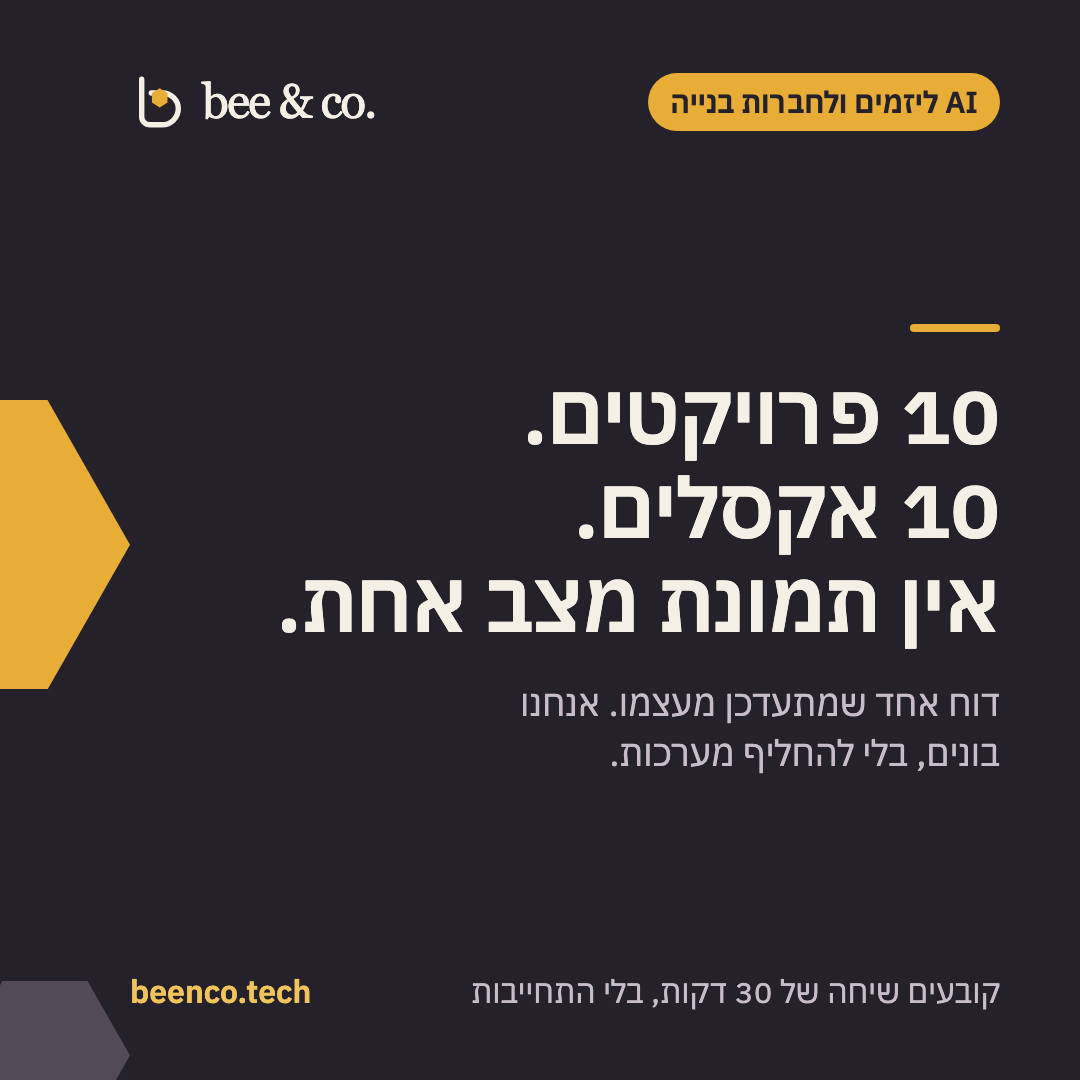 bee & co.
AI ליזמים ולחברות בנייה
10 פרויקטים.
10 אקסלים.
אין תמונת מצב אחת.
דוח אחד שמתעדכן מעצמו. אנחנו
בונים, בלי להחליף מערכות.
קובעים שיחה של 30 דקות, בלי התחייבות
beenco.tech